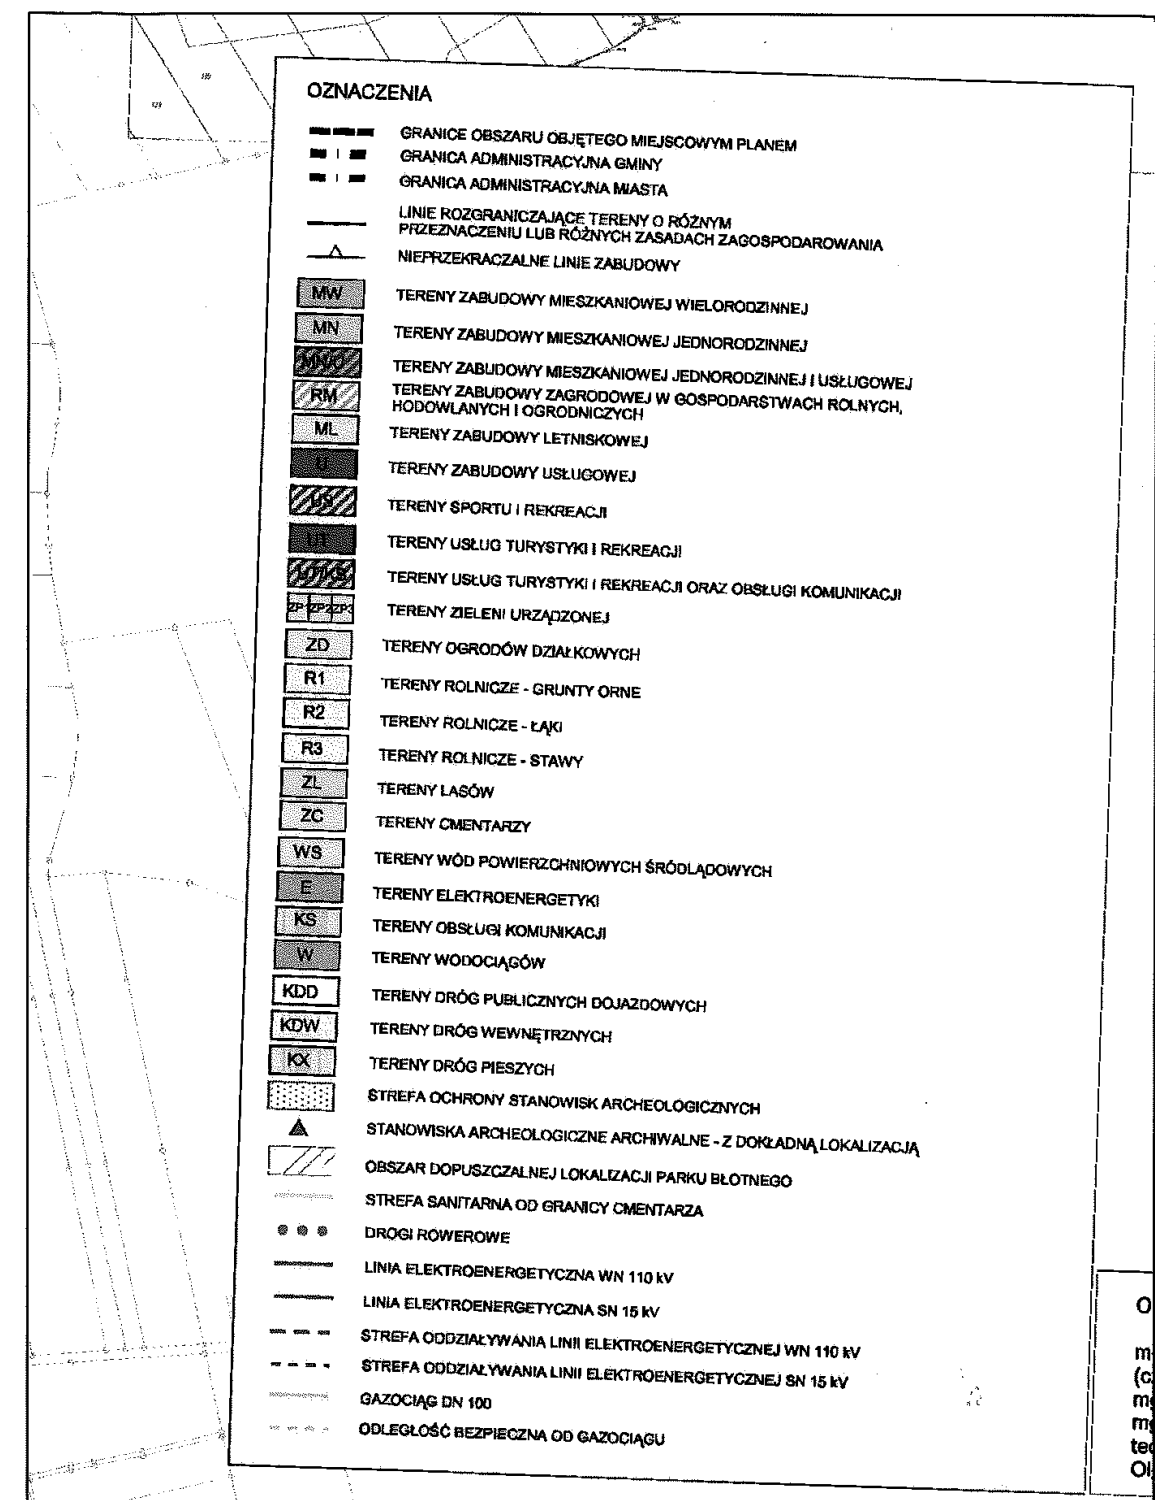 OZNACZENIA
GRANICE OBSZARU OBJĘTEGO MIEJSCOWYM PLANEM
GRANICA ADMINISTRACYJNA GMINY
GRANICA ADMINISTRACYJNA MIASTA
LINIE ROZGRANICZAJĄCE TERENY O RÓŻNYM
PRZEZNACZENIU LUB RÓŻNYCH ZASADACH ZAGOSPODAROWANIA
NIEPRZEKRACZALNE LINIE ZABUDOWY
MW TERENY ZABUDOWY MIESZKANIOWEJ WIELORODZINNEJ
MN TERENY ZABUDOWY MIESZKANIOWEJ JEDNORODZINNEJ
MN/U TERENY ZABUDOWY MIESZKANIOWEJ JEDNORODZINNEJ I USŁUGOWEJ
RM TERENY ZABUDOWY ZAGRODOWEJ W GOSPODARSTWACH ROLNYCH,
HODOWLANYCH I OGRODNICZYCH
ML TERENY ZABUDOWY LETNISKOWEJ
U TERENY ZABUDOWY USŁUGOWEJ
US TERENY SPORTU I REKREACJI
UT TERENY USŁUG TURYSTYKI I REKREACJI
UT/KS TERENY USŁUG TURYSTYKI I REKREACJI ORAZ OBSŁUGI KOMUNIKACJI
ZP1 ZP2 ZP3 TERENY ZIELENI URZĄDZONEJ
ZD TERENY OGRODÓW DZIAŁKOWYCH
R1 TERENY ROLNICZE - GRUNTY ORNE
R2 TERENY ROLNICZE - ŁĄKI
R3 TERENY ROLNICZE - STAWY
ZL TERENY LASÓW
ZC TERENY CMENTARZY
WS TERENY WÓD POWIERZCHNIOWYCH ŚRÓDLĄDOWYCH
E TERENY ELEKTROENERGETYKI
KS TERENY OBSŁUGI KOMUNIKACJI
W TERENY WODOCIĄGÓW
KDD TERENY DRÓG PUBLICZNYCH DOJAZDOWYCH
KDW TERENY DRÓG WEWNĘTRZNYCH
KX TERENY DRÓG PIESZYCH
STREFA OCHRONY STANOWISK ARCHEOLOGICZNYCH
STANOWISKA ARCHEOLOGICZNE ARCHIWALNE - Z DOKŁADNĄ LOKALIZACJĄ
OBSZAR DOPUSZCZALNEJ LOKALIZACJI PARKU BŁOTNEGO
STREFA SANITARNA OD GRANICY CMENTARZA
DROGI ROWEROWE
LINIA ELEKTROENERGETYCZNA WN 110 kV
LINIA ELEKTROENERGETYCZNA SN 15 kV
STREFA ODDZIAŁYWANIA LINII ELEKTROENERGETYCZNEJ WN 110 kV
STREFA ODDZIAŁYWANIA LINII ELEKTROENERGETYCZNEJ SN 15 kV
GAZOCIĄG DN 100
ODLEGŁOŚĆ BEZPIECZNA OD GAZOCIĄGU